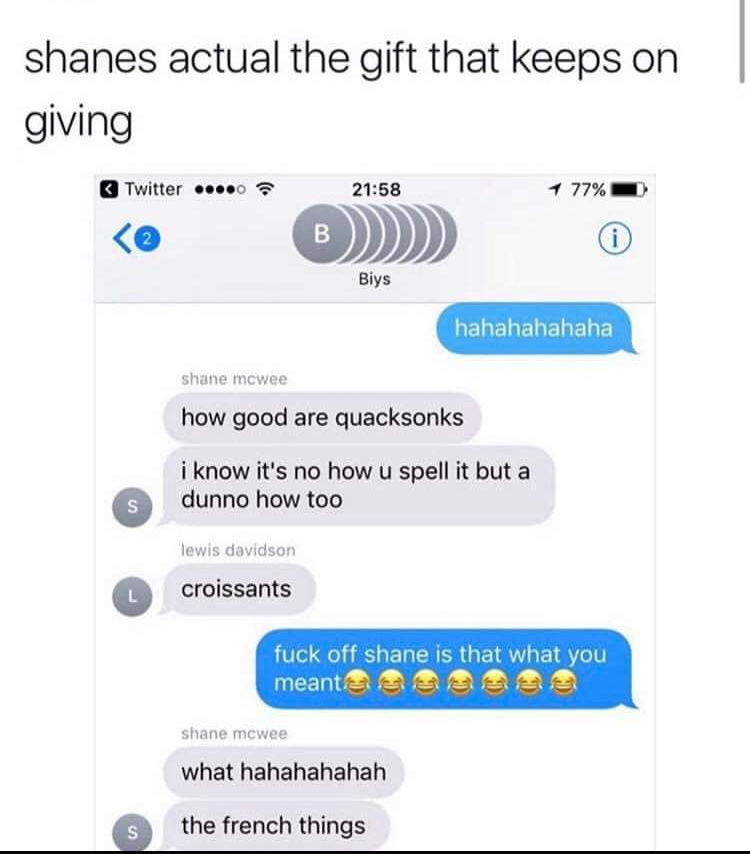 shanes actual the gift that keeps on
giving
Twitter 21:58 77%
2 B i
Biys
hahahahahaha
shane mcwee
how good are quacksonks
i know it's no how u spell it but a
S dunno how too
lewis davidson
L croissants
fuck off shane is that what you
meant😂😂😂😂😂😂😂
shane mcwee
what hahahahahah
S the french things